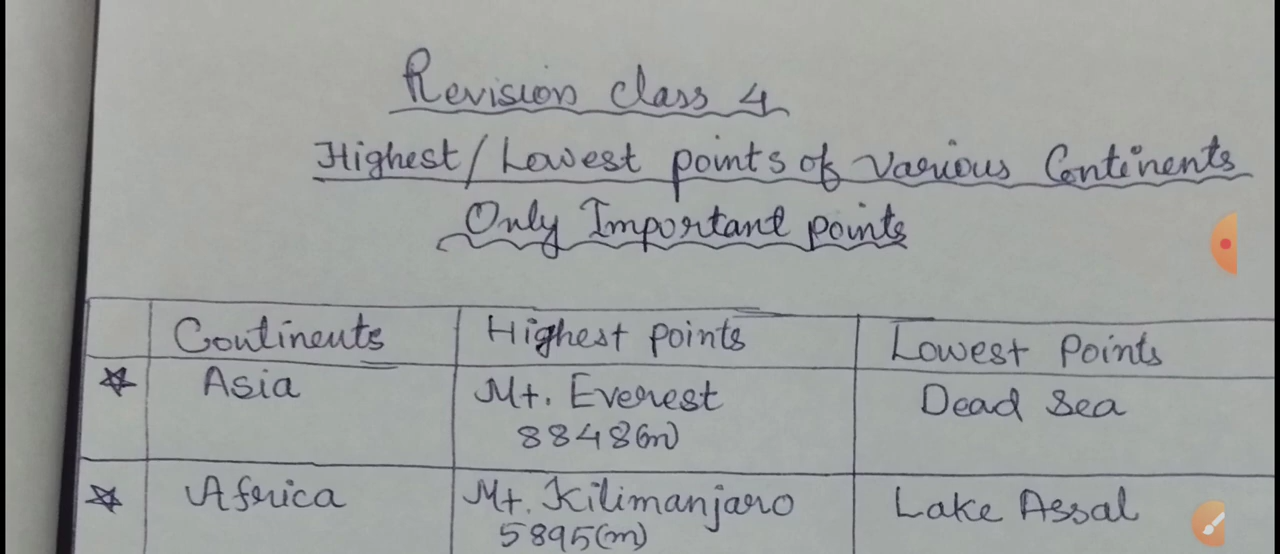 Revision class 4
Highest/Lowest points of Various Continents
Only Important points
Continents Highest points Lowest Points
Asia Mt. Everest Dead Sea
8848(m)
Africa Mt. Kilimanjaro Lake Assal
5895(m)